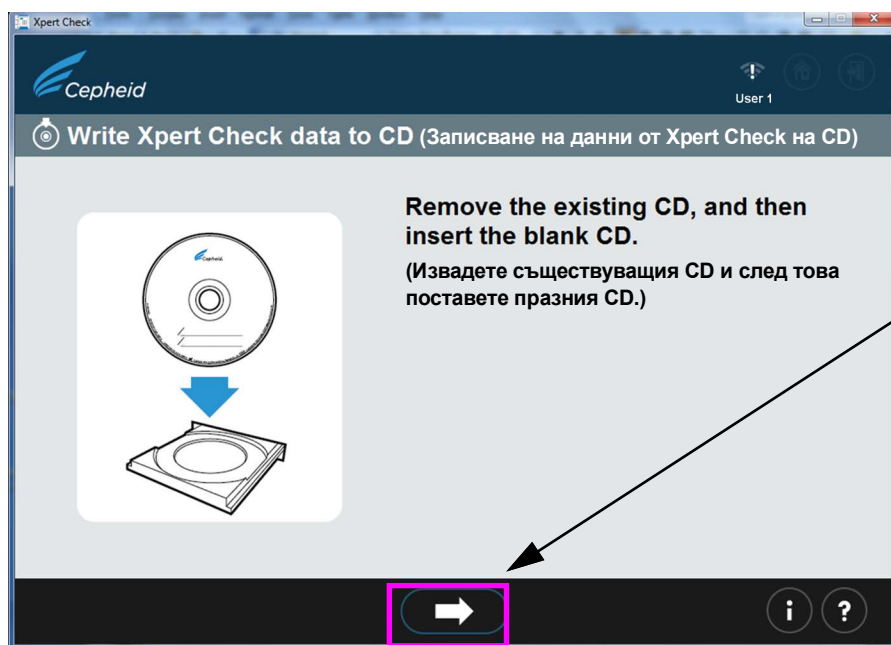 Xpert Check
Cepheid
User 1
Write Xpert Check data to CD (Записване на данни от Xpert Check на CD)
Remove the existing CD, and then
insert the blank CD.
(Извадете съществуващия CD и след това
поставете празния CD.)
Cepheid
i ?